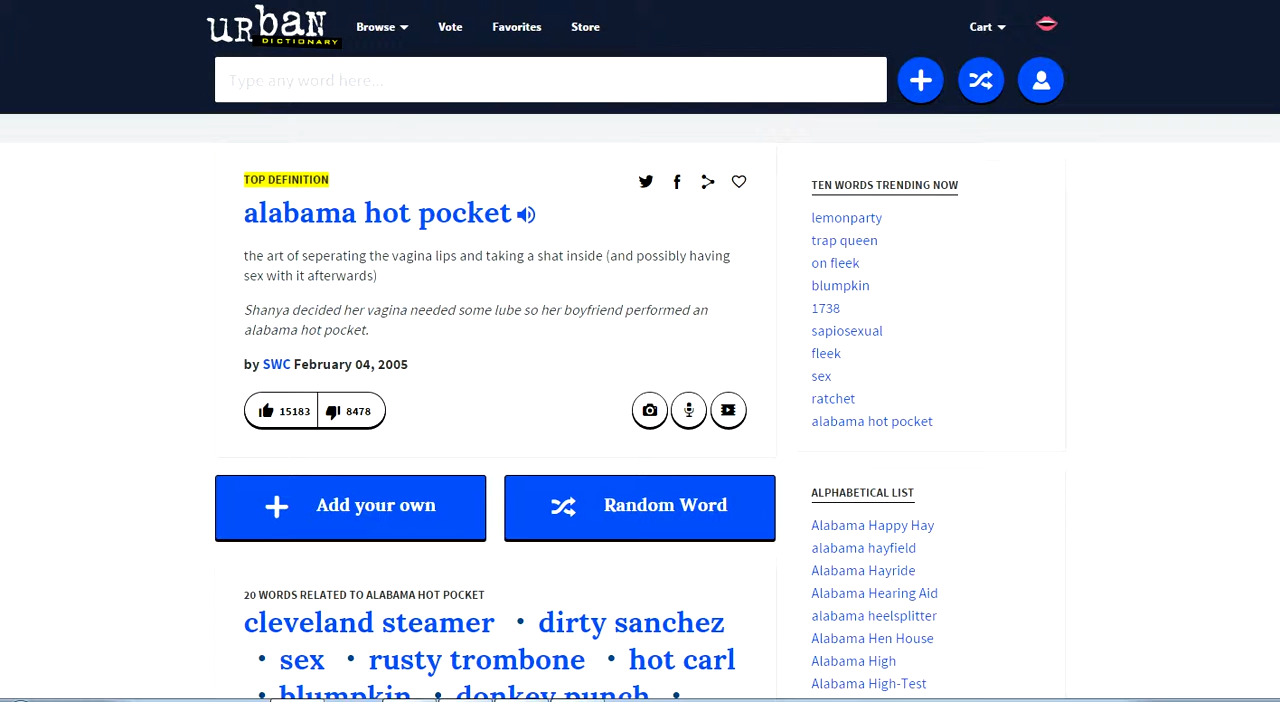 urban
DICTIONARY
Browse
Vote
Favorites
Store
Cart
Type any word here...
TOP DEFINITION
alabama hot pocket
the art of seperating the vagina lips and taking a shat inside (and possibly having
sex with it afterwards)
Shanya decided her vagina needed some lube so her boyfriend performed an
alabama hot pocket.
by SWC February 04, 2005
15183
8478
Add your own
Random Word
20 WORDS RELATED TO ALABAMA HOT POCKET
cleveland steamer • dirty sanchez
• sex • rusty trombone • hot carl
• blumpkin • donkey punch •
TEN WORDS TRENDING NOW
lemonparty
trap queen
on fleek
blumpkin
1738
sapiosexual
fleek
sex
ratchet
alabama hot pocket
ALPHABETICAL LIST
Alabama Happy Hay
alabama hayfield
Alabama Hayride
Alabama Hearing Aid
alabama heelsplitter
Alabama Hen House
Alabama High
Alabama High-Test